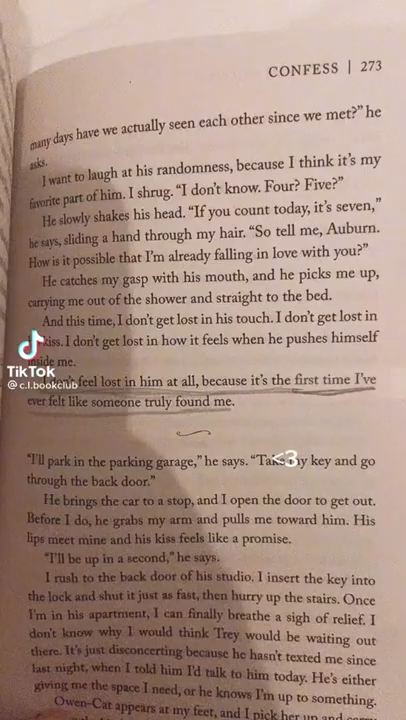 CONFESS | 273
many days have we actually seen each other since we met?” he
asks.
I want to laugh at his randomness, because I think it’s my
favorite part of him. I shrug. “I don’t know. Four? Five?”
He slowly shakes his head. “If you count today, it’s seven,”
he says, sliding a hand through my hair. “So tell me, Auburn.
How is it possible that I’m already falling in love with you?”
He catches my gasp with his mouth, and he picks me up,
carrying me out of the shower and straight to the bed.
And this time, I don’t get lost in his touch. I don’t get lost in
kiss. I don’t get lost in how it feels when he pushes himself
inside me.
TikTok
@c.l.bookclub
I don’t feel lost in him at all, because it’s the first time I’ve
ever felt like someone truly found me.
“I’ll park in the parking garage,” he says. “Take my key and go
<3
through the back door.”
He brings the car to a stop, and I open the door to get out.
Before I do, he grabs my arm and pulls me toward him. His
lips meet mine and his kiss feels like a promise.
“I’ll be up in a second,” he says.
I rush to the back door of his studio. I insert the key into
the lock and shut it just as fast, then hurry up the stairs. Once
I’m in his apartment, I can finally breathe a sigh of relief. I
don’t know why I would think Trey would be waiting out
there. It’s just disconcerting because he hasn’t texted me since
last night, when I told him I’d talk to him today. He’s either
giving me the space I need, or he knows I’m up to something.
Owen-Cat appears at my feet, and I pick her up and carry